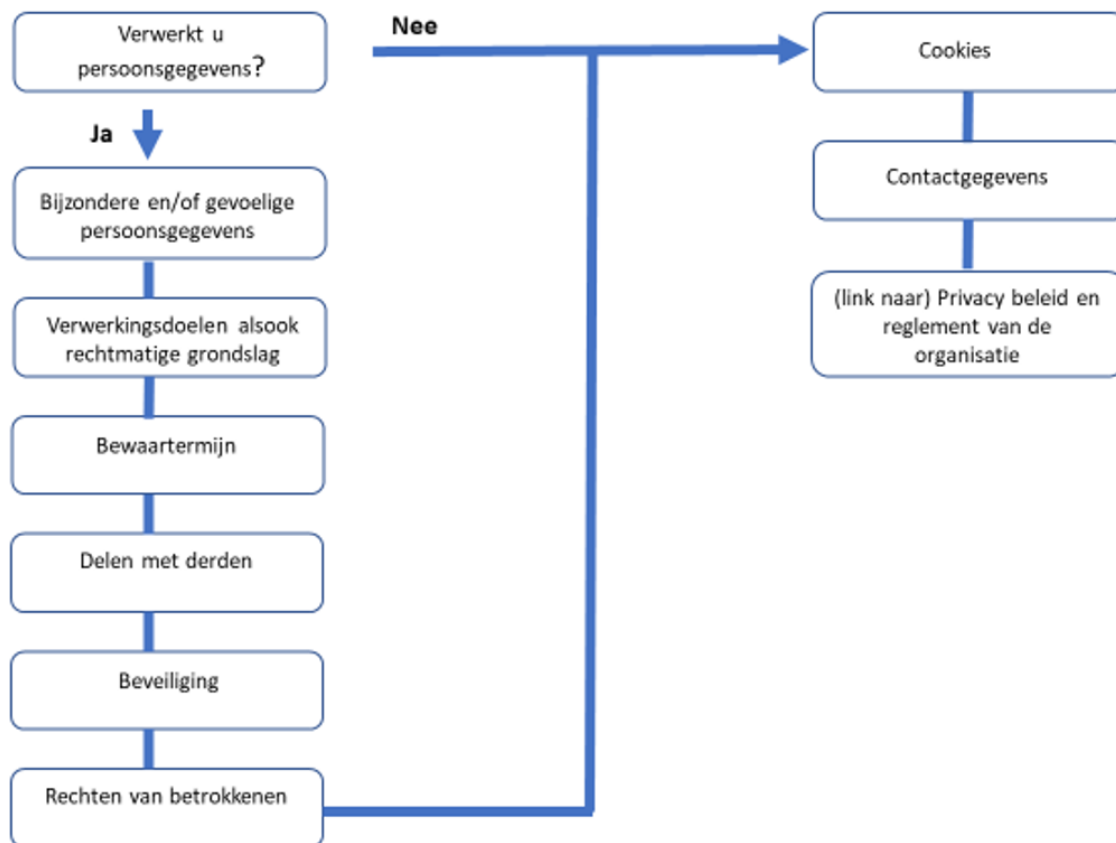 Verwerkt u
persoonsgegevens?
Nee
Ja
Bijzondere en/of gevoelige
persoonsgegevens
Verwerkingsdoelen alsook
rechtmatige grondslag
Bewaartermijn
Delen met derden
Beveiliging
Rechten van betrokkenen
Cookies
Contactgegevens
(link naar) Privacy beleid en
reglement van de
organisatie